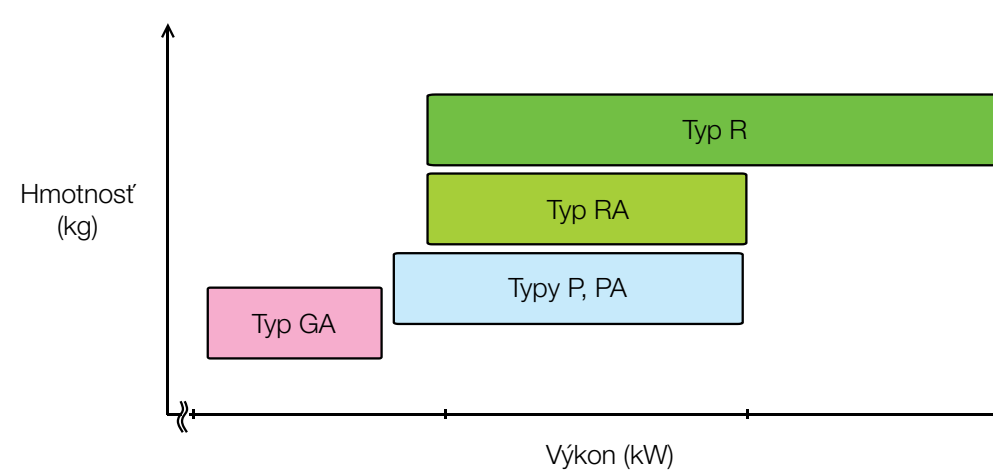 Typ R
Hmotnosť
(kg)
Typ RA
Typy P, PA
Typ GA
Výkon (kW)